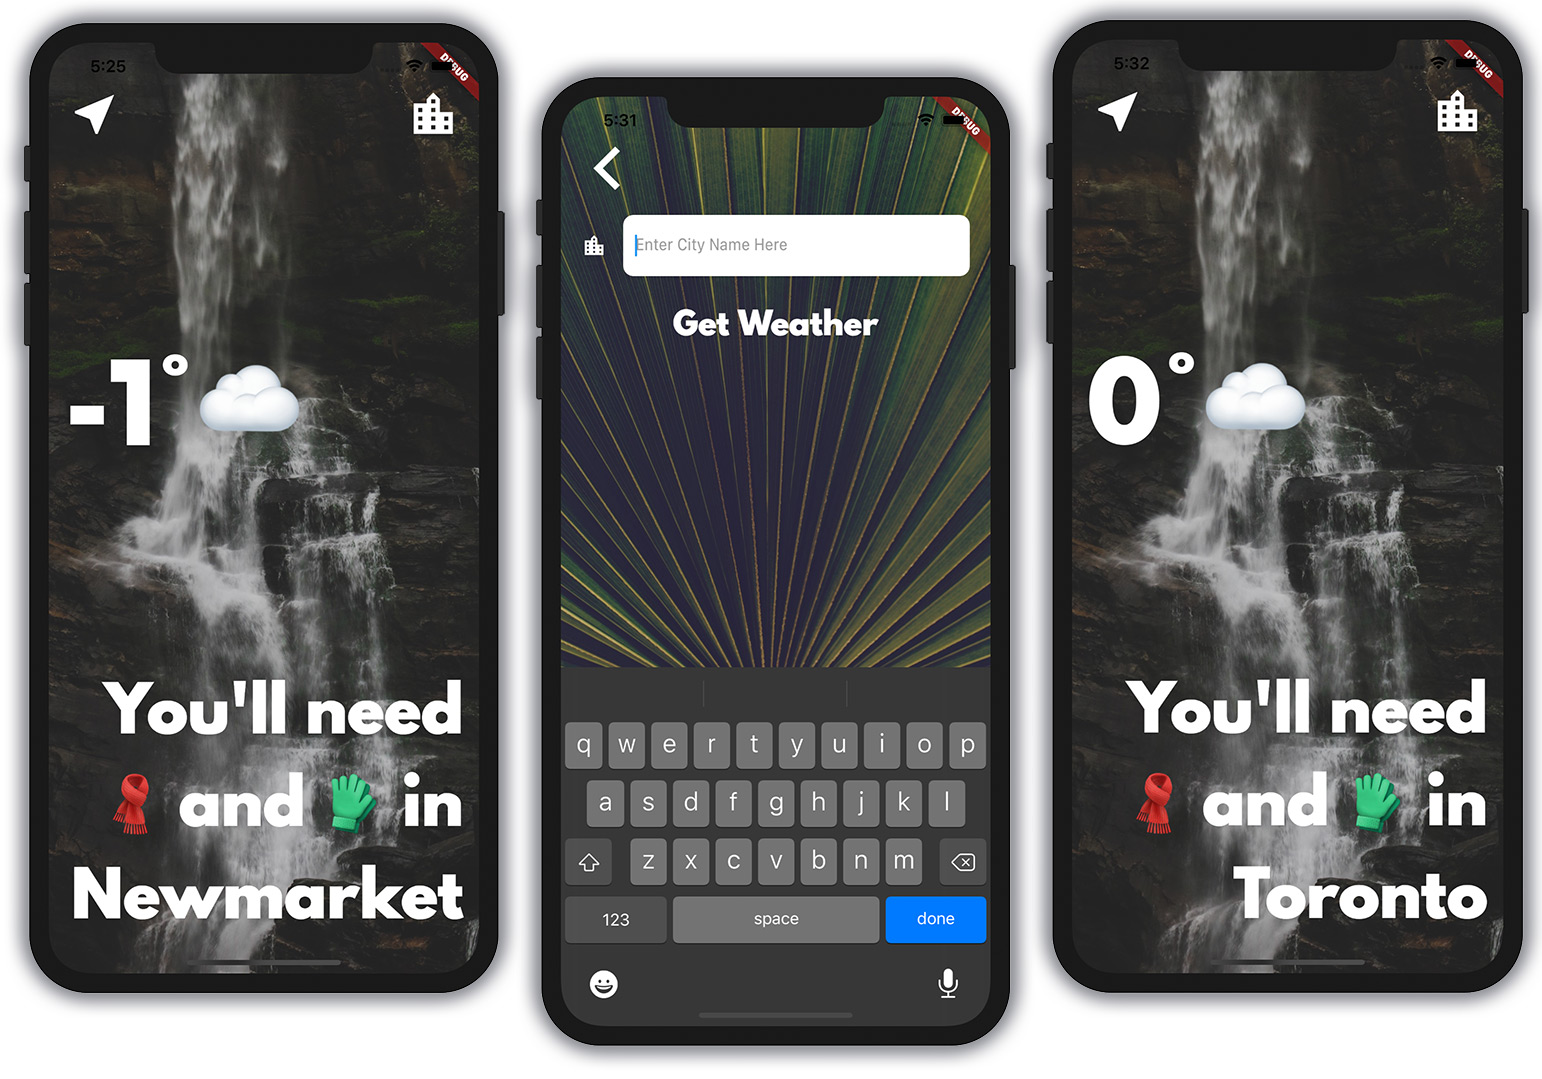 5:25
DEBUG
-1°
You'll need
and in
Newmarket
5:31
DEBUG
Enter City Name Here
Get Weather
q w e r t y u i o p
a s d f g h j k l
z x c v b n m
123 space done
5:32
DEBUG
0°
You'll need
and in
Toronto